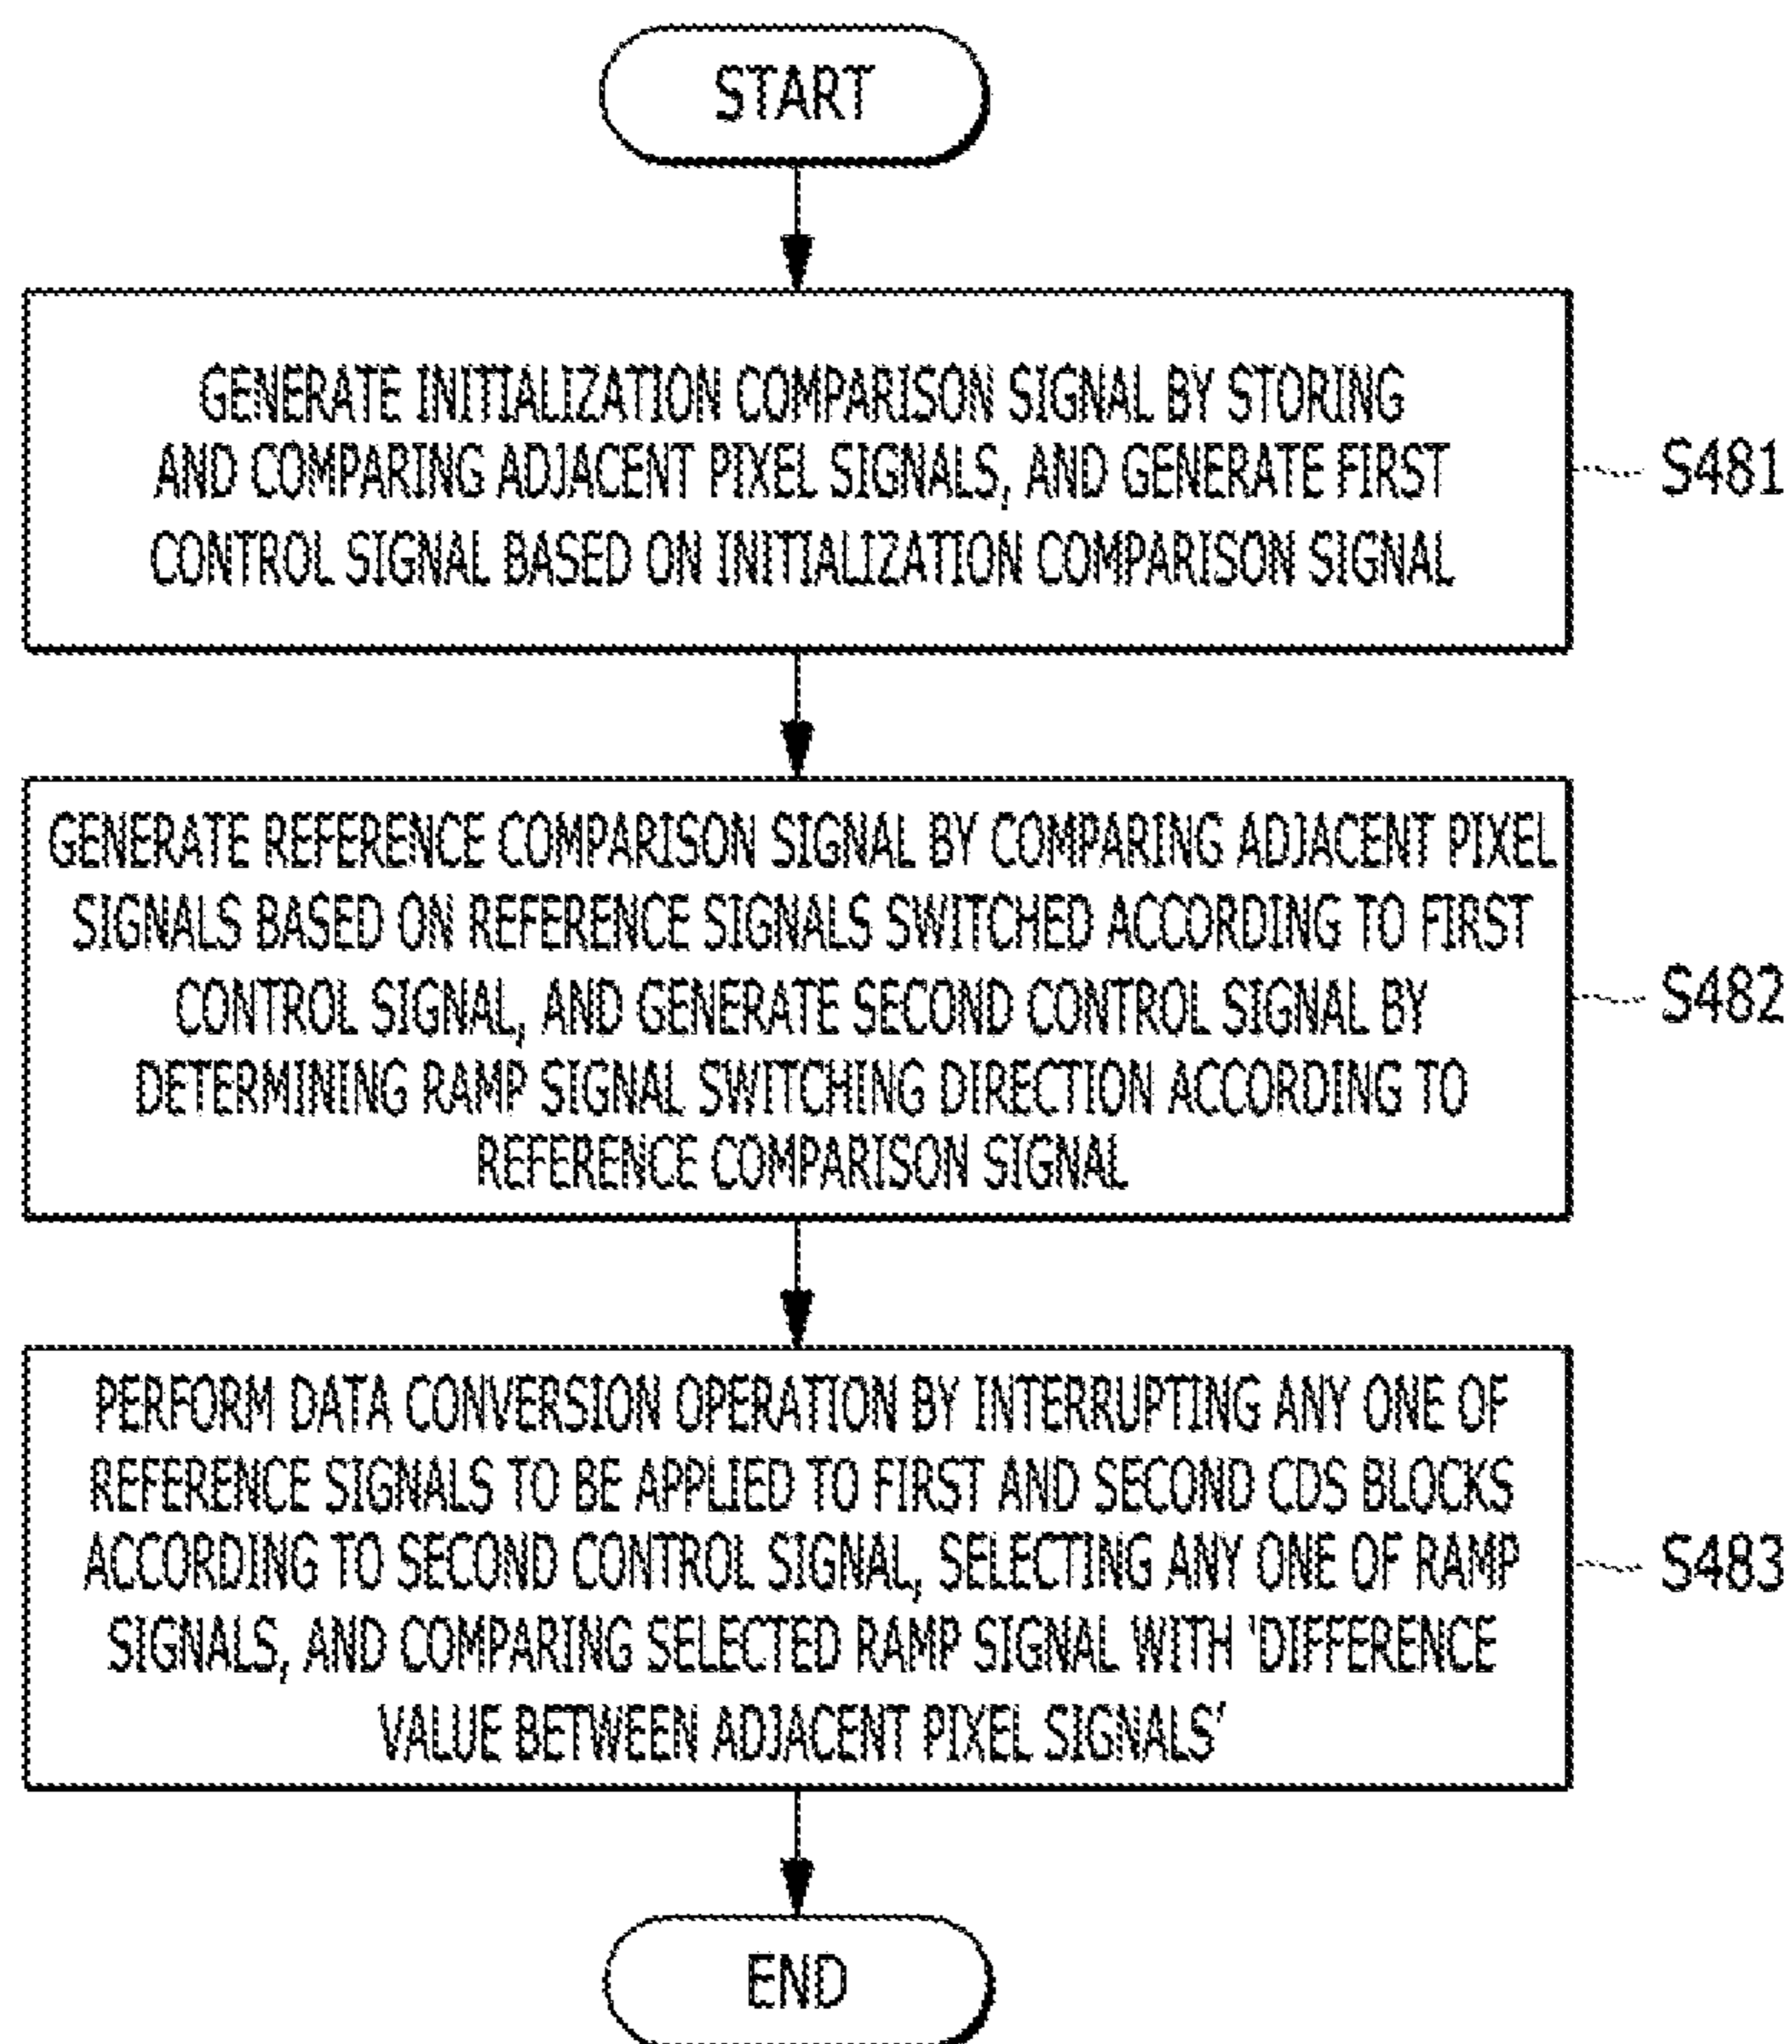 START
GENERATE INITIALIZATION COMPARISON SIGNAL BY STORING
AND COMPARING ADJACENT PIXEL SIGNALS, AND GENERATE FIRST
CONTROL SIGNAL BASED ON INITIALIZATION COMPARISON SIGNAL
S481
GENERATE REFERENCE COMPARISON SIGNAL BY COMPARING ADJACENT PIXEL
SIGNALS BASED ON REFERENCE SIGNALS SWITCHED ACCORDING TO FIRST
CONTROL SIGNAL, AND GENERATE SECOND CONTROL SIGNAL BY
DETERMINING RAMP SIGNAL SWITCHING DIRECTION ACCORDING TO
REFERENCE COMPARISON SIGNAL
S482
PERFORM DATA CONVERSION OPERATION BY INTERRUPTING ANY ONE OF
REFERENCE SIGNALS TO BE APPLIED TO FIRST AND SECOND CDS BLOCKS
ACCORDING TO SECOND CONTROL SIGNAL, SELECTING ANY ONE OF RAMP
SIGNALS, AND COMPARING SELECTED RAMP SIGNAL WITH 'DIFFERENCE
VALUE BETWEEN ADJACENT PIXEL SIGNALS'
S483
END